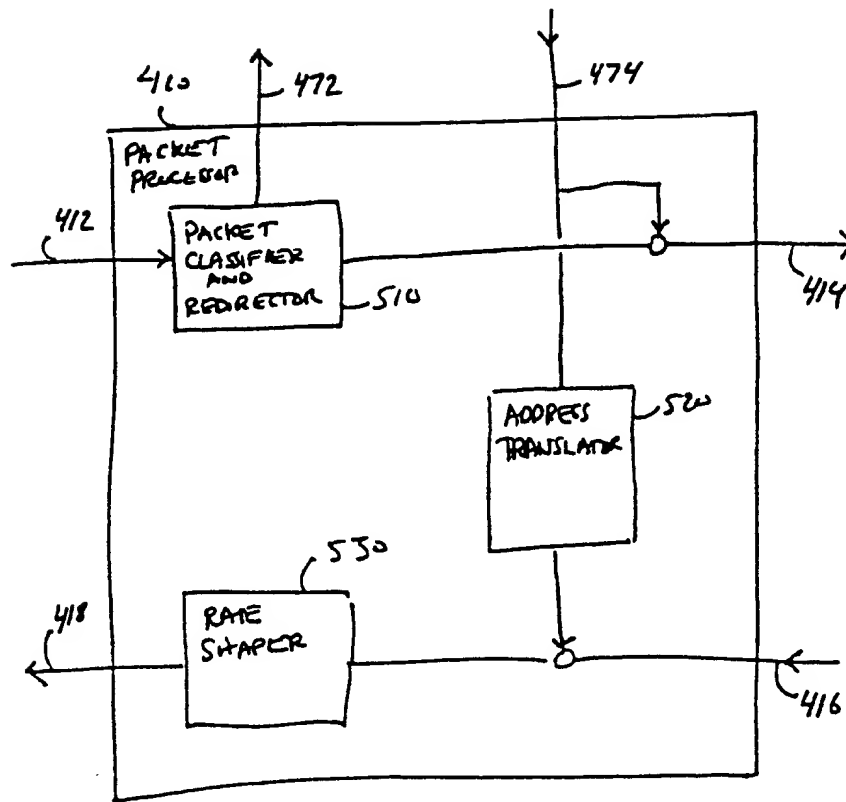 410
472
474
PACKET
PROCESSOR
412
PACKET
CLASSIFIER
AND
REDIRECTOR
510
414
ADDRESS
TRANSLATOR
520
530
418
RATE
SHAPER
416